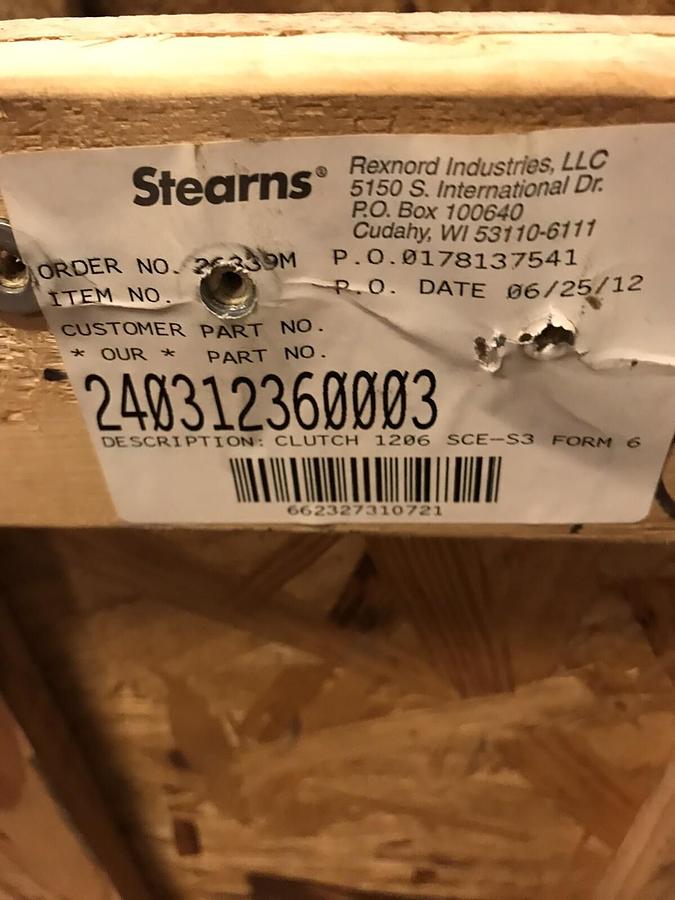 Stearns®
Rexnord Industries, LLC
5150 S. International Dr.
P.O. Box 100640
Cudahy, WI 53110-6111
ORDER NO.
P.O.0178137541
ITEM NO.
P.O. DATE 06/25/12
CUSTOMER PART NO.
* OUR * PART NO.
240312360003
DESCRIPTION: CLUTCH 1206 SCE-S3 FORM 6
662327310721